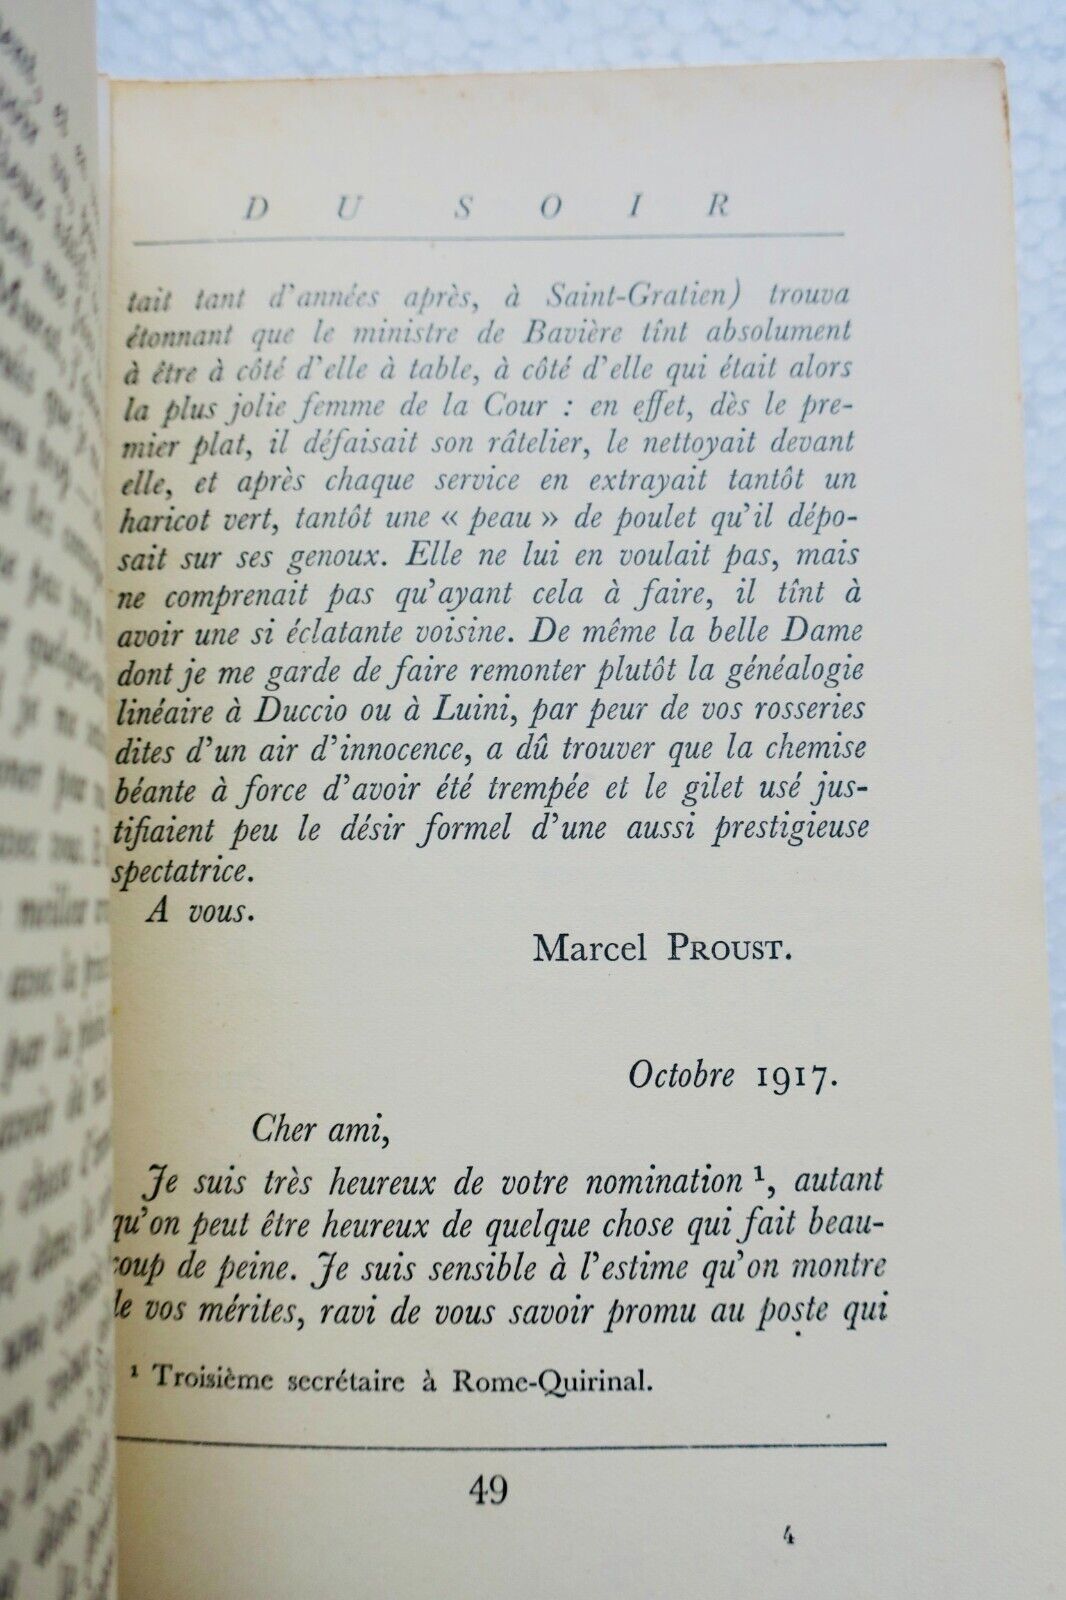 DU SOIR
tait tant d'années après, à Saint-Gratien) trouva
étonnant que le ministre de Bavière tînt absolument
à être à côté d'elle à table, à côté d'elle qui était alors
la plus jolie femme de la Cour : en effet, dès le pre-
mier plat, il défaisait son râtelier, le nettoyait devant
elle, et après chaque service en extrayait tantôt un
haricot vert, tantôt une « peau » de poulet qu'il dépo-
sait sur ses genoux. Elle ne lui en voulait pas, mais
ne comprenait pas qu'ayant cela à faire, il tînt à
avoir une si éclatante voisine. De même la belle Dame
dont je me garde de faire remonter plutôt la généalogie
linéaire à Duccio ou à Luini, par peur de vos rosseries
dites d'un air d'innocence, a dû trouver que la chemise
béante à force d'avoir été trempée et le gilet usé jus-
tifiaient peu le désir formel d'une aussi prestigieuse
spectatrice.
A vous.
Marcel PROUST.
Octobre 1917.
Cher ami,
Je suis très heureux de votre nomination ¹, autant
qu'on peut être heureux de quelque chose qui fait beau-
coup de peine. Je suis sensible à l'estime qu'on montre
de vos mérites, ravi de vous savoir promu au poste qui
¹ Troisième secrétaire à Rome-Quirinal.
49
4